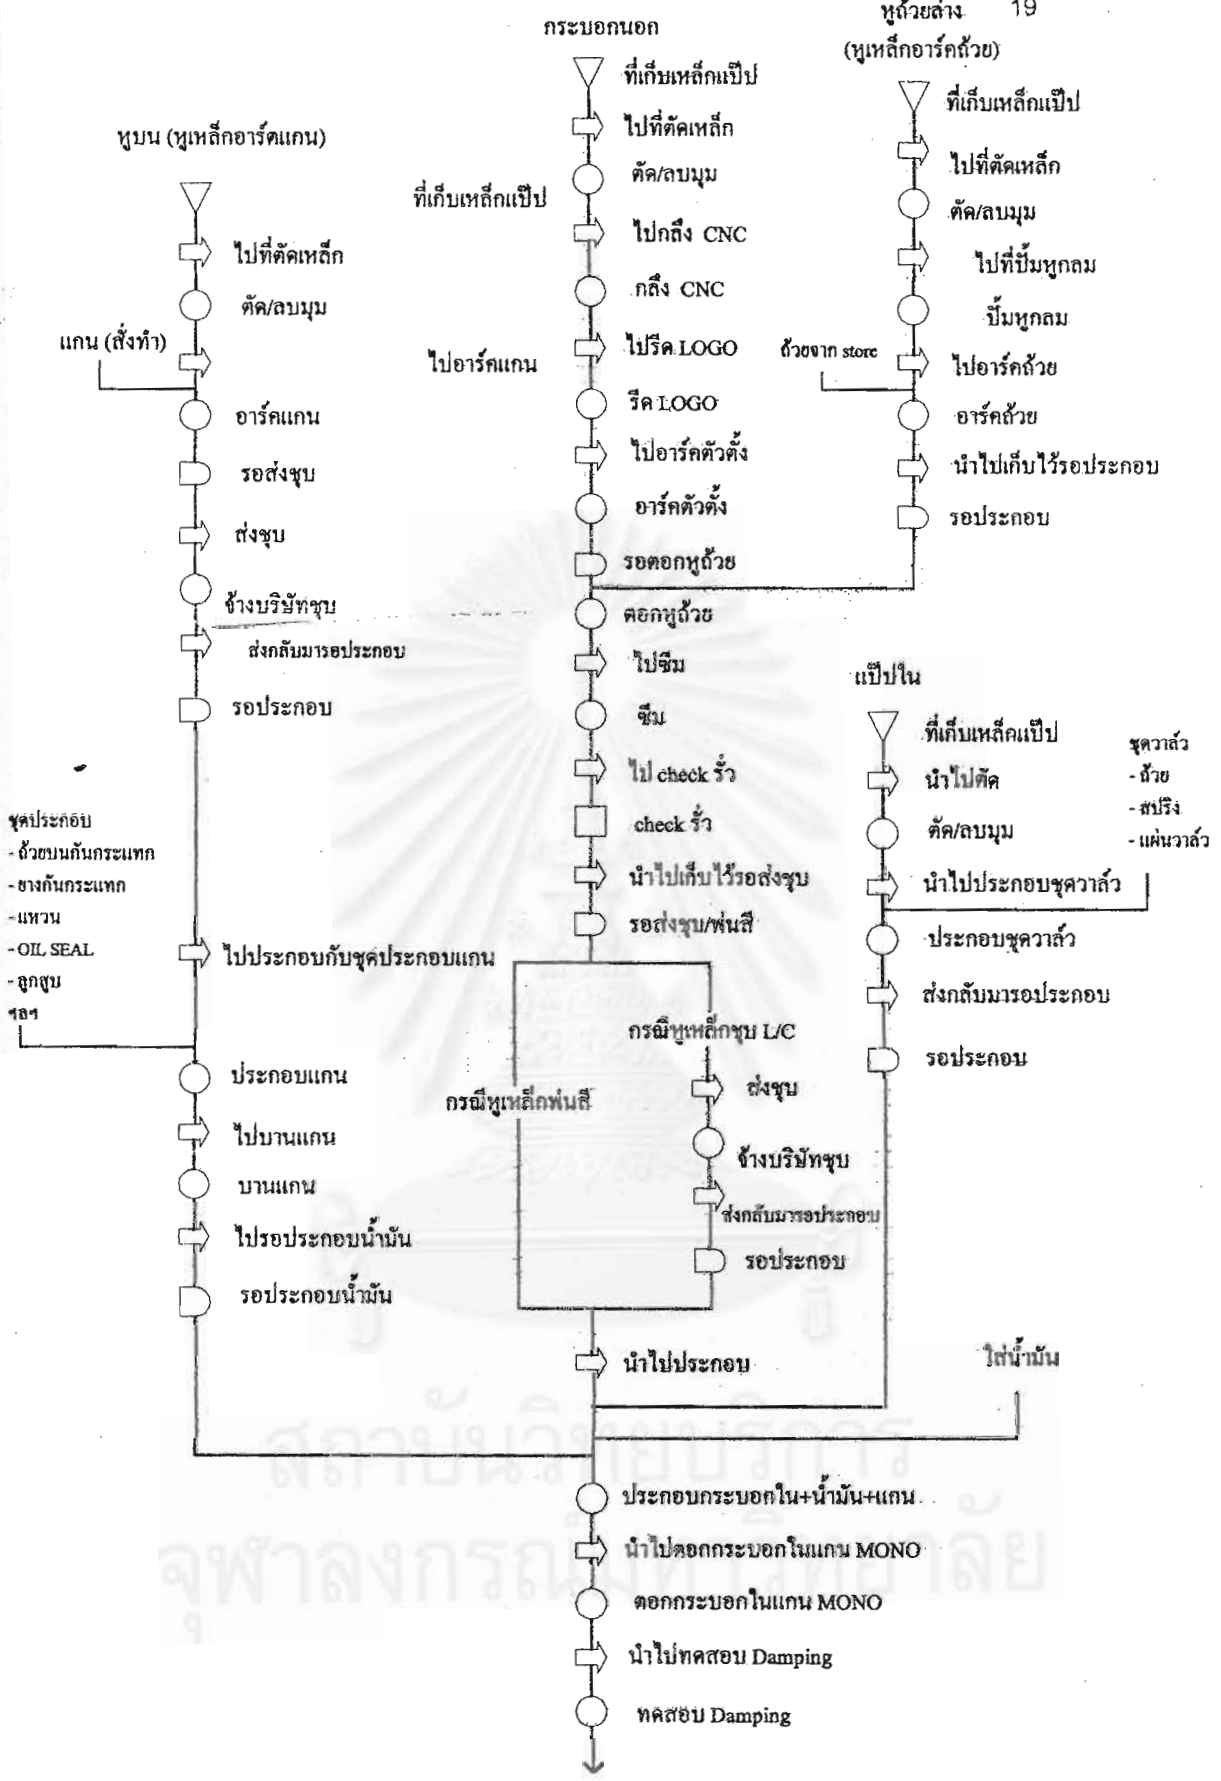 หูถ้วยล่าง 19
(หูเหล็กอาร์คถ้วย)
ที่เก็บเหล็กแป๊ป
ไปที่ตัดเหล็ก
ตัด/ลบมุม
ไปที่ปั๊มหูกลม
ปั๊มหูกลม
ถ้วยจาก store
ไปอาร์คถ้วย
อาร์คถ้วย
นำไปเก็บไว้รอประกอบ
รอประกอบ
กระบอกนอก
ที่เก็บเหล็กแป๊ป
ไปที่ตัดเหล็ก
ตัด/ลบมุม
ไปกลึง CNC
กลึง CNC
ไปรีด LOGO
รีด LOGO
ไปอาร์คตัวตั้ง
อาร์คตัวตั้ง
รอตอกหูถ้วย
ตอกหูถ้วย
ไปซีม
ซีม
ไป check รั่ว
check รั่ว
นำไปเก็บไว้รอส่งชุบ
รอส่งชุบ/พ่นสี
กรณีหูเหล็กชุบ L/C
กรณีหูเหล็กพ่นสี
ส่งชุบ
จ้างบริษัทชุบ
ส่งกลับมารอประกอบ
รอประกอบ
นำไปประกอบ
หูบน (หูเหล็กอาร์คแกน)
ที่เก็บเหล็กแป๊ป
ไปที่ตัดเหล็ก
ตัด/ลบมุม
แกน (สั่งทำ)
ไปอาร์คแกน
อาร์คแกน
รอส่งชุบ
ส่งชุบ
จ้างบริษัทชุบ
ส่งกลับมารอประกอบ
รอประกอบ
ชุดประกอบ
- ถ้วยบนกันกระแทก
- ยางกันกระแทก
- แหวน
- OIL SEAL
- ลูกสูบ
ฯลฯ
ไปประกอบกับชุดประกอบแกน
ประกอบแกน
ไปบานแกน
บานแกน
ไปรอประกอบน้ำมัน
รอประกอบน้ำมัน
แป๊ปใน
ที่เก็บเหล็กแป๊ป
นำไปตัด
ตัด/ลบมุม
ชุดวาล์ว
- ถ้วย
- สปริง
- แผ่นวาล์ว
นำไปประกอบชุดวาล์ว
ประกอบชุดวาล์ว
ส่งกลับมารอประกอบ
รอประกอบ
ใส่น้ำมัน
ประกอบกระบอกใน+น้ำมัน+แกน
นำไปตอกกระบอกในแกน MONO
ตอกกระบอกในแกน MONO
นำไปทดสอบ Damping
ทดสอบ Damping
สถาบันวิทยบริการ
จุฬาลงกรณ์มหาวิทยาลัย